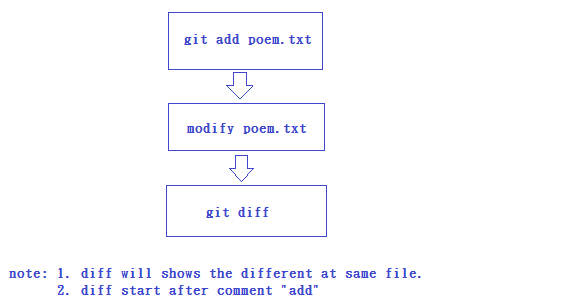 git add poem.txt
modify poem.txt
git diff
note: 1. diff will shows the different at same file.
2. diff start after comment "add"